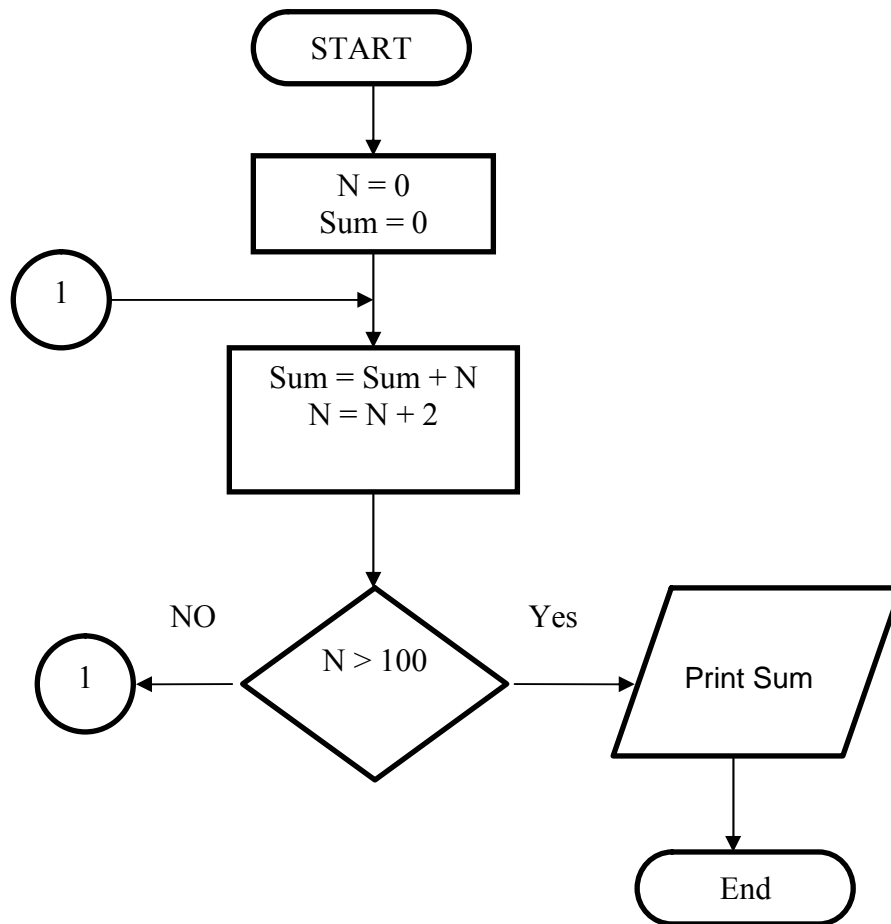 START
N = 0
Sum = 0
1
Sum = Sum + N
N = N + 2
NO
Yes
1
N > 100
Print Sum
End